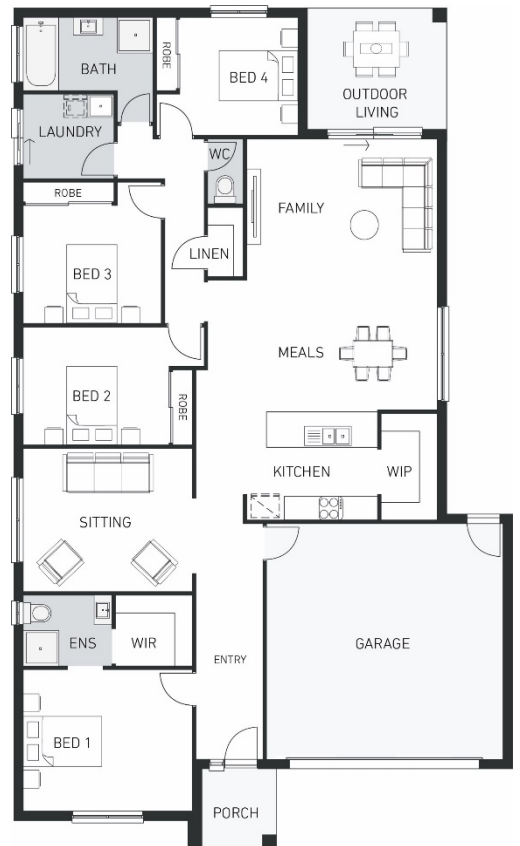 BATH
ROBE
BED 4
OUTDOOR
LIVING
LAUNDRY
WC
ROBE
FAMILY
LINEN
BED 3
MEALS
BED 2
ROBE
KITCHEN
WIP
SITTING
ENS
WIR
ENTRY
GARAGE
BED 1
PORCH